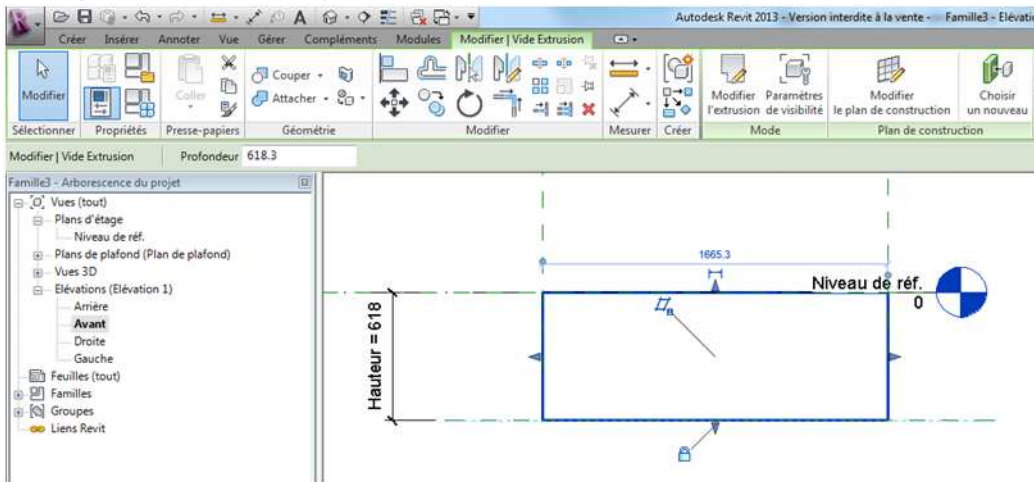 Autodesk Revit 2013 - Version interdite à la vente - Famille3 - Elévati
Créer Insérer Annoter Vue Gérer Compléments Modules Modifier | Vide Extrusion
Modifier Coller Couper Attacher Modifier l'extrusion Paramètres de visibilité Modifier le plan de construction Choisir un nouveau
Sélectionner Propriétés Presse-papiers Géométrie Modifier Mesurer Créer Mode Plan de construction
Modifier | Vide Extrusion Profondeur 618.3
Famille3 - Arborescence du projet
Vues (tout)
Plans d'étage
Niveau de réf.
Plans de plafond (Plan de plafond)
Vues 3D
Elévations (Elévation 1)
Arrière
Avant
Droite
Gauche
Feuilles (tout)
Familles
Groupes
Liens Revit
1665.3
Niveau de réf.
0
Hauteur = 618